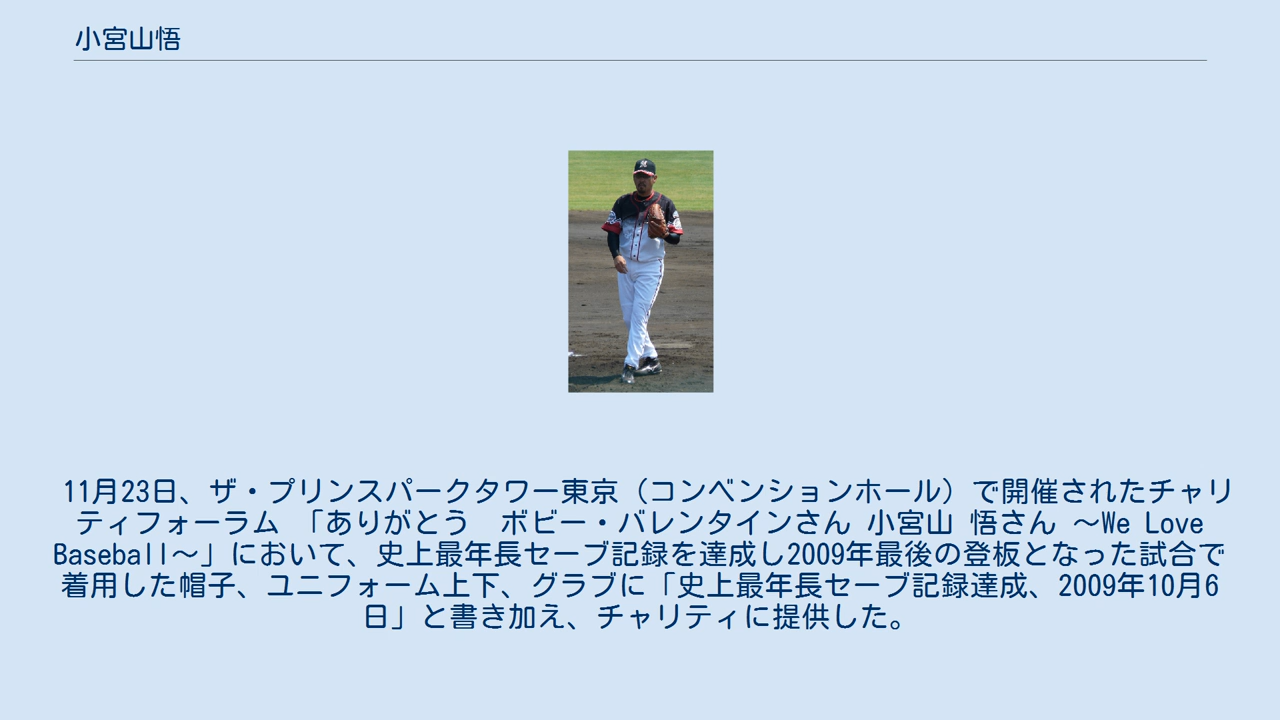 小宮山悟
11月23日、ザ・プリンスパークタワー東京（コンベンションホール）で開催されたチャリ
ティフォーラム 「ありがとう　ボビー・バレンタインさん 小宮山 悟さん ～We Love
Baseball～」において、史上最年長セーブ記録を達成し2009年最後の登板となった試合で
着用した帽子、ユニフォーム上下、グラブに「史上最年長セーブ記録達成、2009年10月6
日」と書き加え、チャリティに提供した。